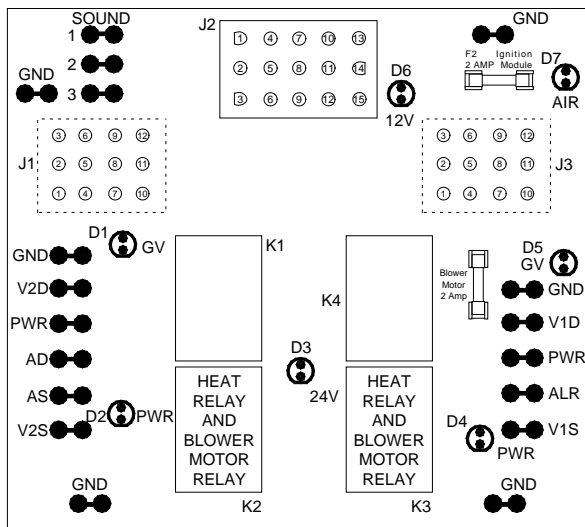 SOUND
1
2
3
GND
J2
1 4 7 10 13
2 5 8 11 14
3 6 9 12 15
D6
12V
GND
F2 Ignition
2 AMP Module
D7
AIR
J1
3 6 9 12
2 5 8 11
1 4 7 10
J3
3 6 9 12
2 5 8 11
1 4 7 10
D1
GV
GND
V2D
PWR
AD
AS
V2S
D2
PWR
GND
K1
K4
HEAT
RELAY
AND
BLOWER
MOTOR
RELAY
K2
D3
24V
HEAT
RELAY
AND
BLOWER
MOTOR
RELAY
K3
Blower
Motor
2 Amp
D5
GV
GND
V1D
PWR
ALR
V1S
D4
PWR
GND